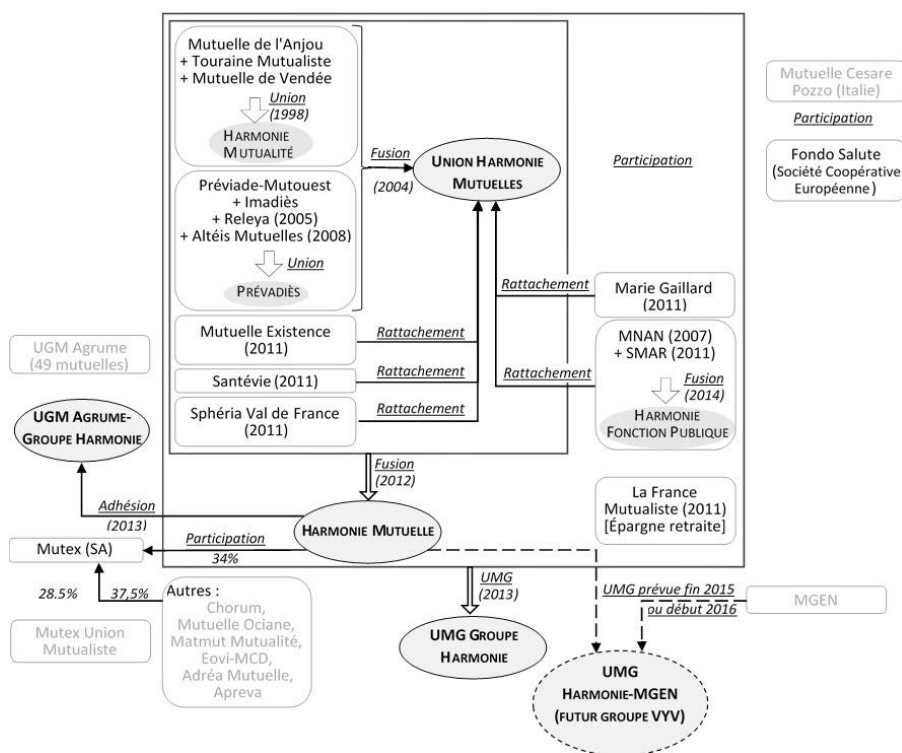 Mutuelle de l'Anjou
+ Touraine Mutualiste
+ Mutuelle de Vendée
Union
(1998)
HARMONIE
MUTUALITÉ
Préviade-Mutouest
+ Imadiès
+ Releya (2005)
+ Altéis Mutuelles (2008)
Union
PRÉVADIÈS
Fusion
(2004)
UNION HARMONIE
MUTUELLES
Participation
Mutuelle Cesare
Pozzo (Italie)
Participation
Fondo Salute
(Société Coopérative
Européenne)
Mutuelle Existence
(2011)
Rattachement
Santévie (2011)
Rattachement
Sphéria Val de France
(2011)
Rattachement
Rattachement
Marie Gaillard
(2011)
Rattachement
MNAN (2007)
+ SMAR (2011)
Fusion
(2014)
HARMONIE
FONCTION PUBLIQUE
La France
Mutualiste (2011)
[Épargne retraite]
UGM Agrume
(49 mutuelles)
UGM AGRUME-
GROUPE HARMONIE
Fusion
(2012)
HARMONIE MUTUELLE
Adhésion
(2013)
Participation
34%
Mutex (SA)
28.5%
37,5%
Mutex Union
Mutualiste
Autres :
Chorum,
Mutuelle Ociane,
Matmut Mutualité,
Eovi-MCD,
Adréa Mutuelle,
Apreva
UMG
(2013)
UMG GROUPE
HARMONIE
UMG prévue fin 2015
ou début 2016
MGEN
UMG
HARMONIE-MGEN
(FUTUR GROUPE VYV)